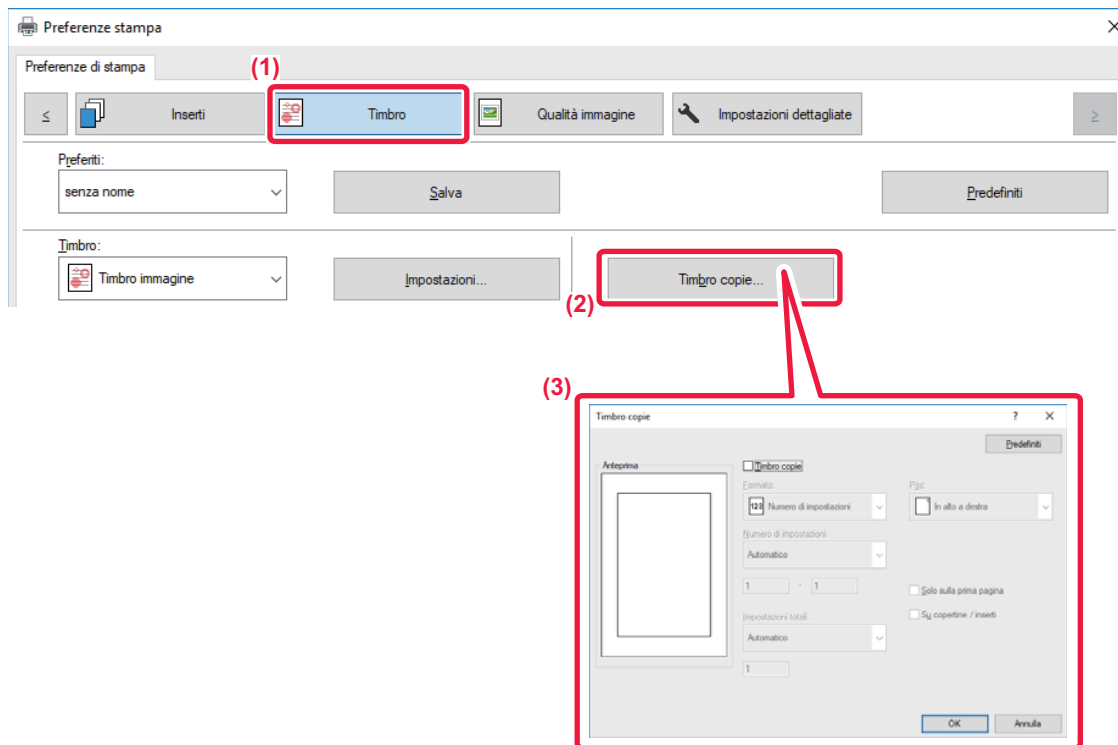 Preferenze stampa
Preferenze di stampa
(1)
< Inserti Timbro Qualità immagine Impostazioni dettagliate >
Preferiti:
senza nome Salva Predefiniti
Timbro:
Timbro immagine Impostazioni... Timbro copie...
(2)
(3)
Timbro copie ? ×
Predefiniti
Anteprima Timbro copie
Formato: Pos:
123 Numero di impostazioni In alto a destra
Numero di impostazioni:
Automatico
1 - 1 Solo sulla prima pagina
Impostazioni totali: Su copertine / inserti
Automatico
1
OK Annulla